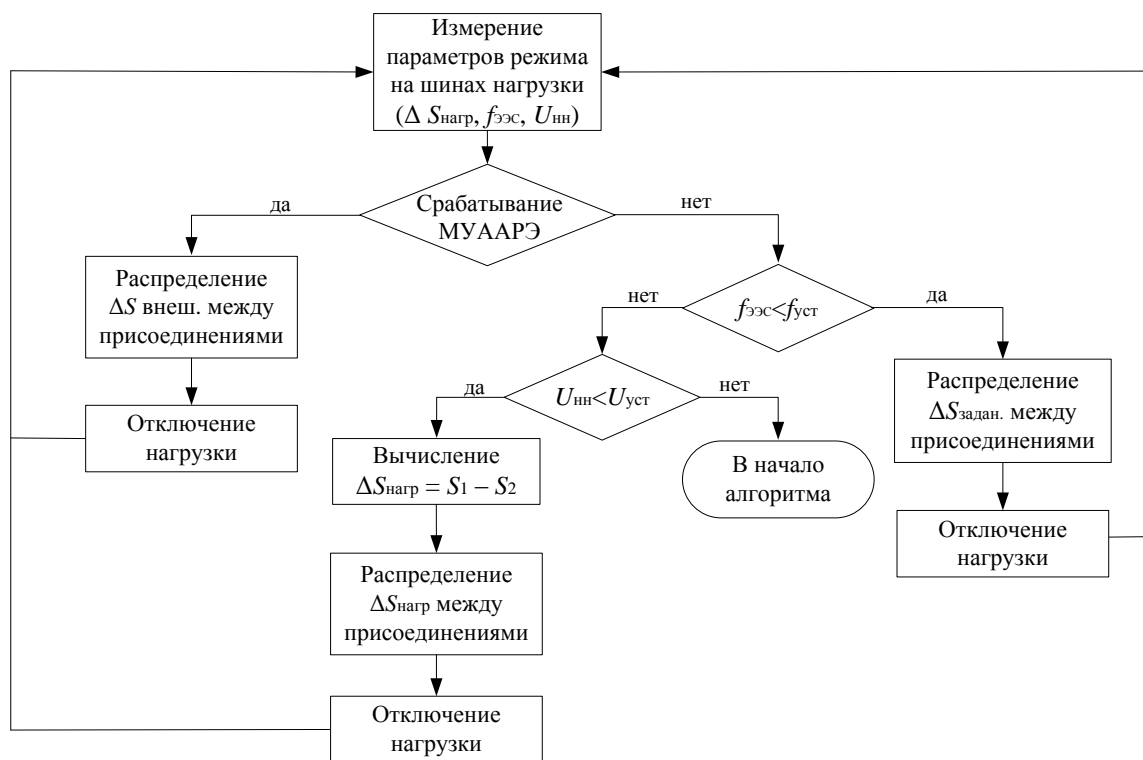 Измерение
параметров режима
на шинах нагрузки
(Δ Sнагр, fЭЭС, Uнн)
да
Срабатывание
МУААРЭ
нет
Распределение
ΔS внеш. между
присоединениями
Отключение
нагрузки
нет
fЭЭС<fуст
да
да
Uнн<Uуст
нет
Распределение
ΔSзадан. между
присоединениями
Отключение
нагрузки
В начало
алгоритма
Вычисление
ΔSнагр = S1 – S2
Распределение
ΔSнагр между
присоединениями
Отключение
нагрузки